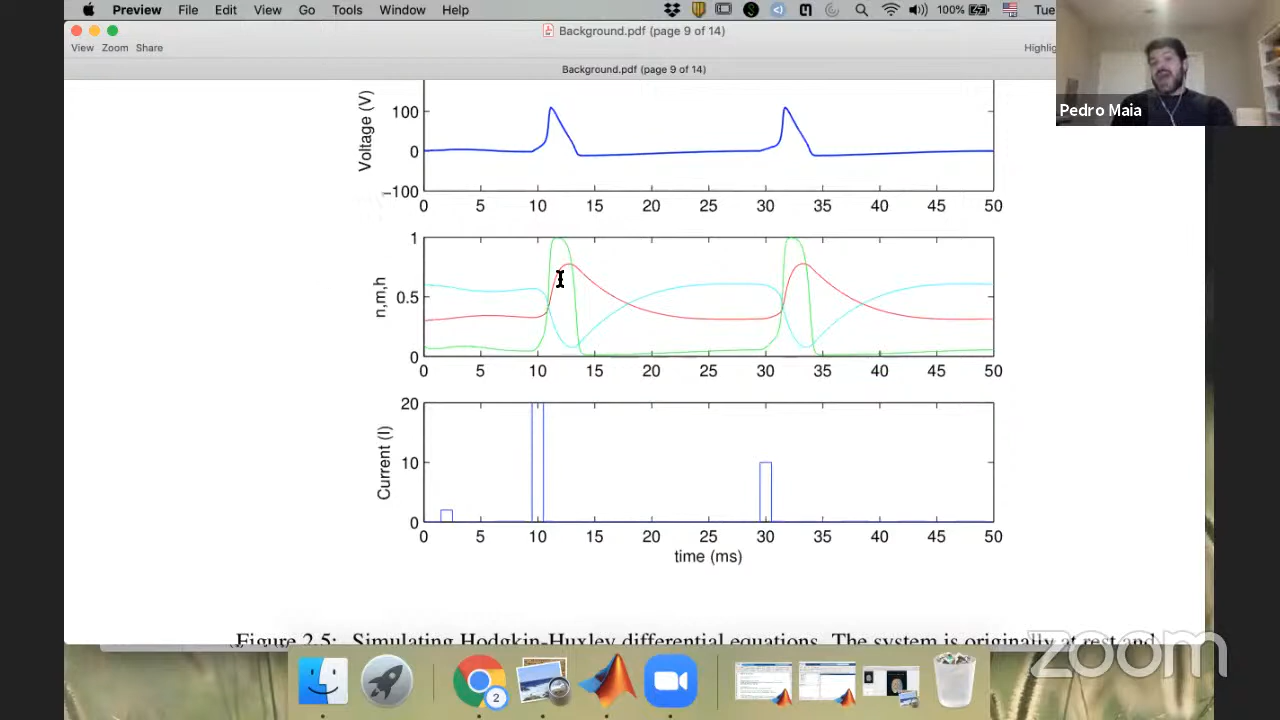 Preview File Edit View Go Tools Window Help 100% Tue
Background.pdf (page 9 of 14)
View Zoom Share Highlig
Background.pdf (page 9 of 14)
Pedro Maia
Voltage (V)
100
0
−100
0 5 10 15 20 25 30 35 40 45 50
n,m,h
1
0.5
0
0 5 10 15 20 25 30 35 40 45 50
Current (I)
20
10
0
0 5 10 15 20 25 30 35 40 45 50
time (ms)
Figure 2.5: Simulating Hodgkin-Huxley differential equations. The system is originally at rest and
zoom
2